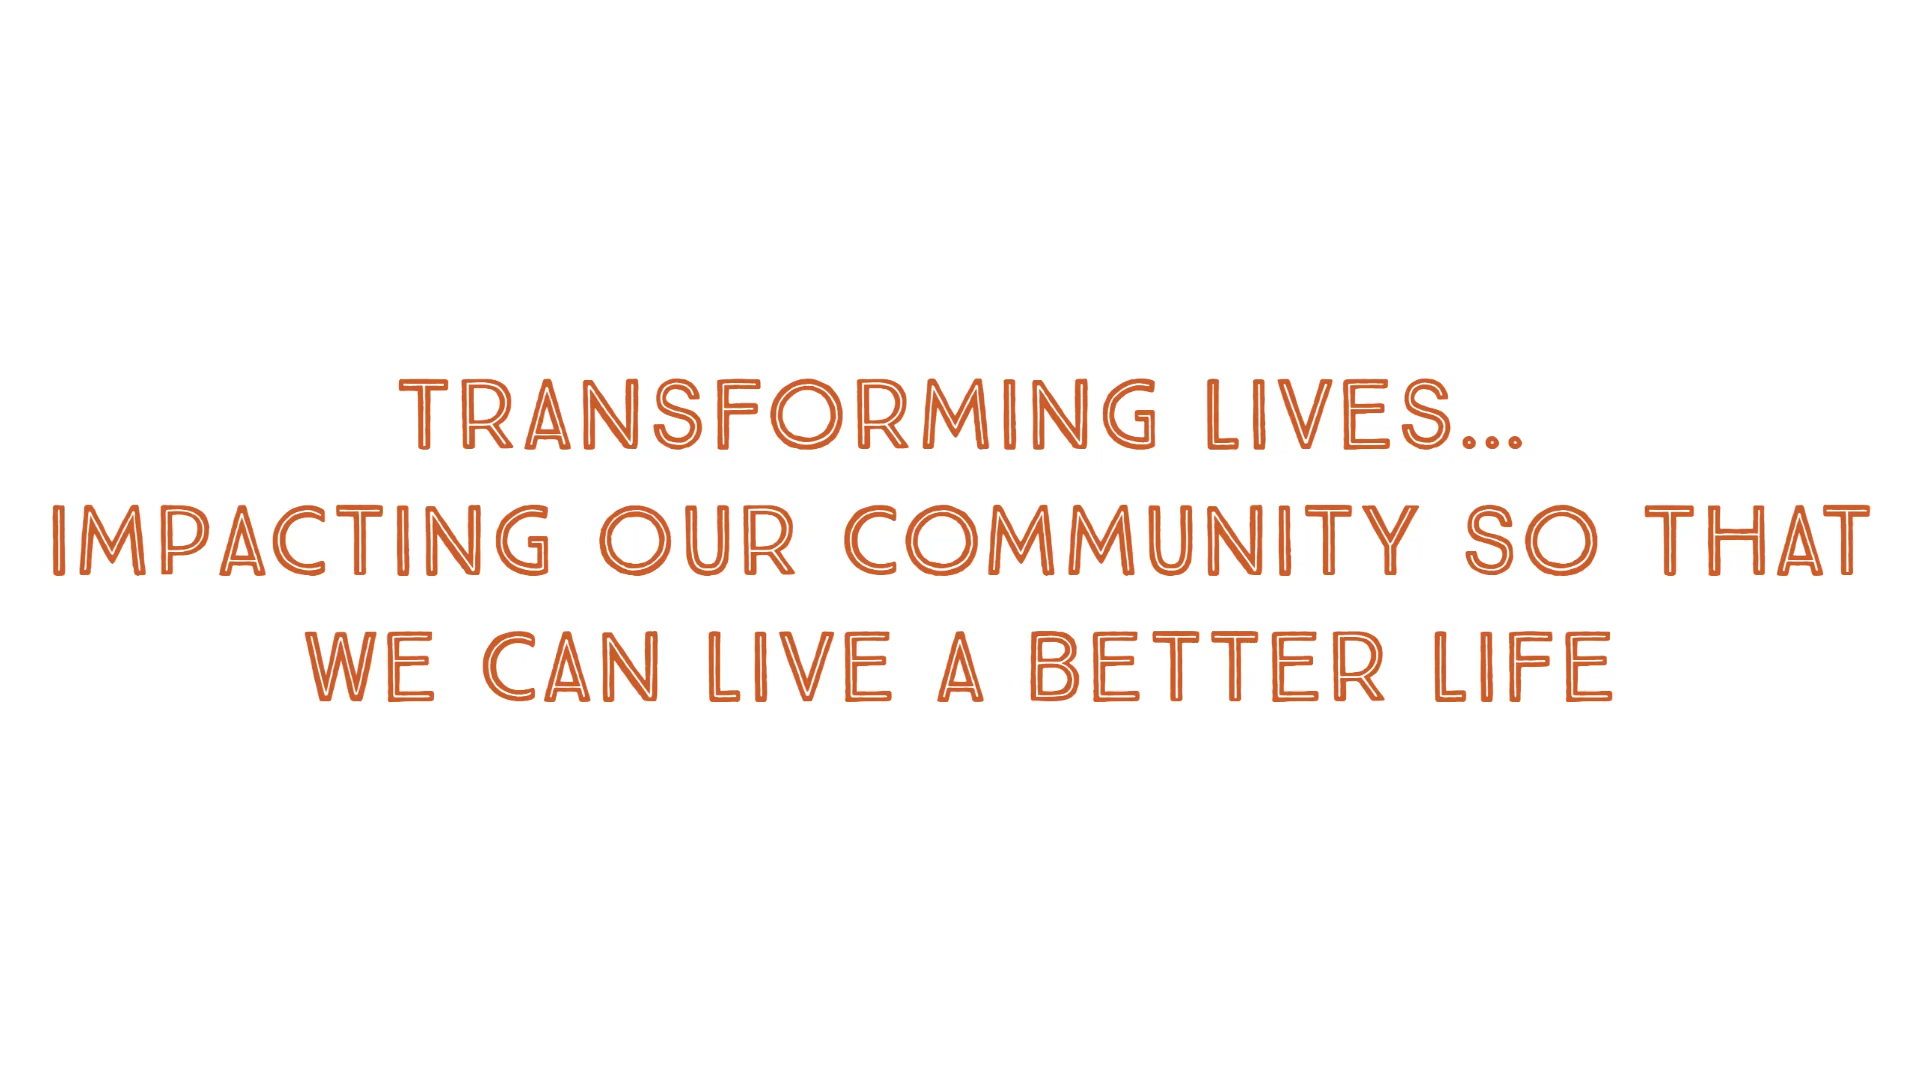 TRANSFORMING LIVES...
IMPACTING OUR COMMUNITY SO THAT
WE CAN LIVE A BETTER LIFE